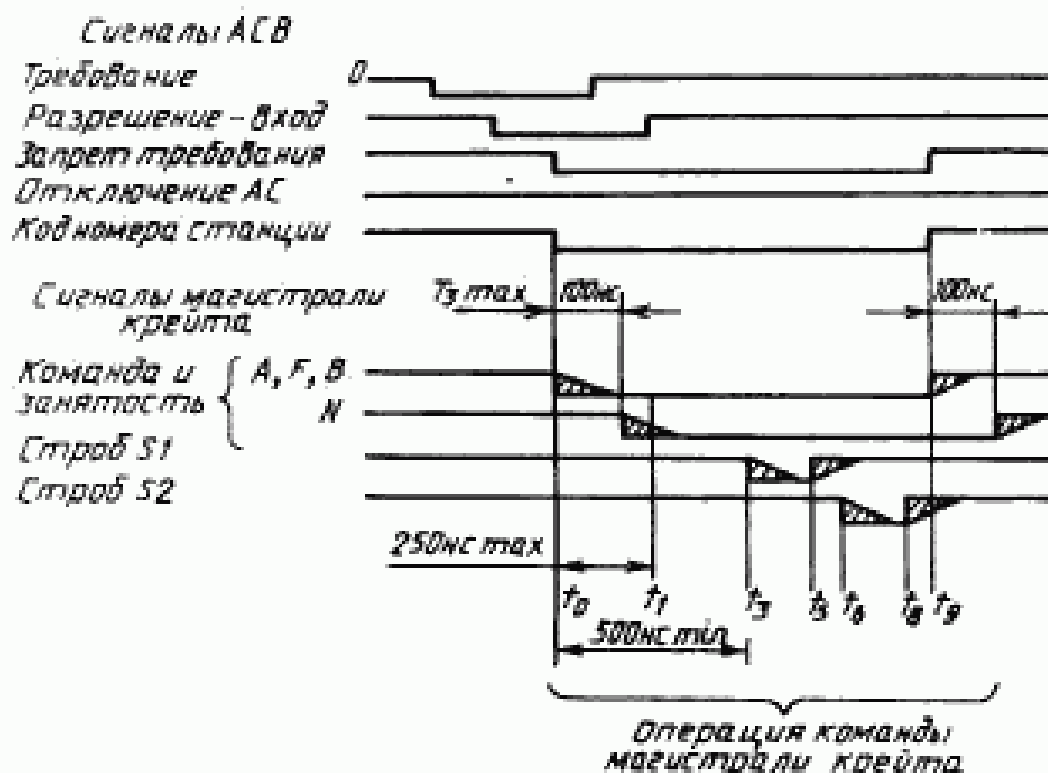 Сигналы АСВ
Требование 0
Разрешение - вход
Запрет требования
Отключение АС
Код номера станции
Сигналы магистрали
крейта
T3 max 100нс 100нс
Команда и
занятость
A, F, B
N
Строб S1
Строб S2
250нс max
t0 t1 t3 t5 t6 t8 t9
500нс min
Операция команды
магистрали крейта